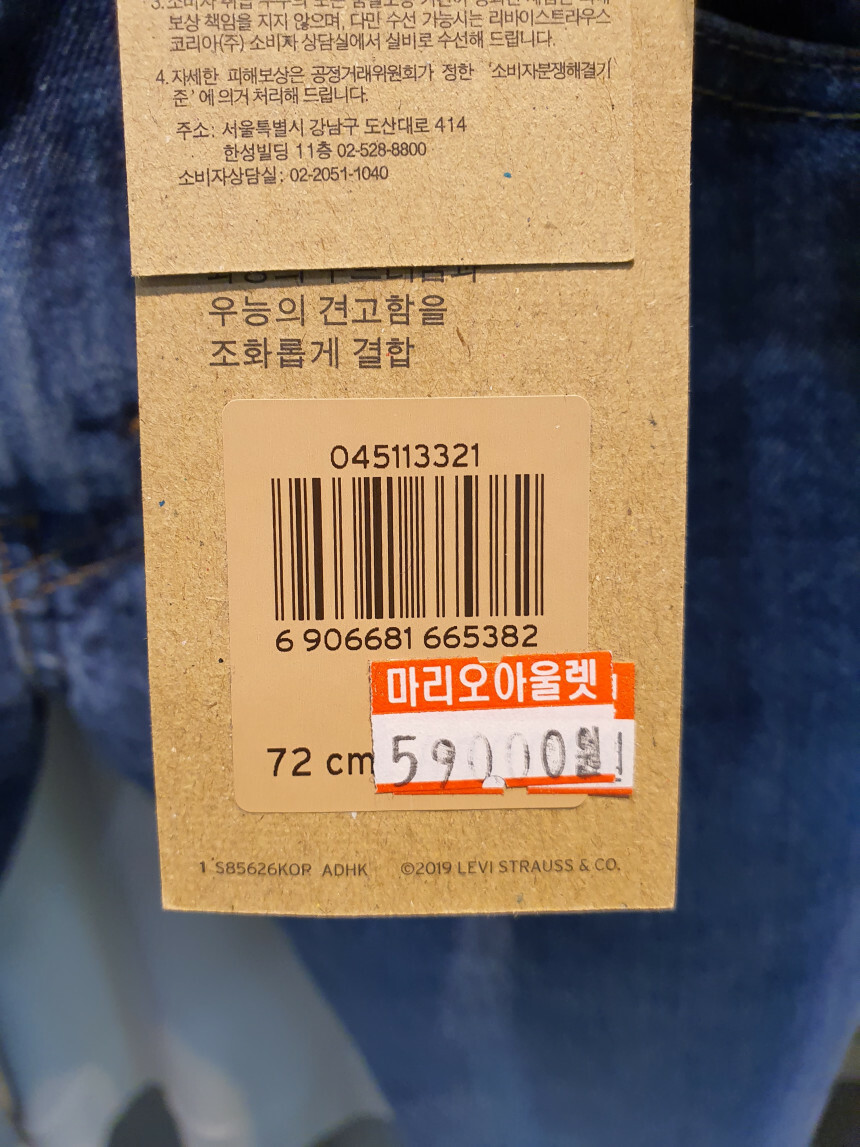 보상 책임을 지지 않으며, 다만 수선 가능시는 리바이스트라우스
코리아(주) 소비자 상담실에서 실비로 수선해 드립니다.
4. 자세한 피해보상은 공정거래위원회가 정한 '소비자분쟁해결기
준' 에 의거 처리해 드립니다.
주소: 서울특별시 강남구 도산대로 414
한성빌딩 11층 02-528-8800
소비자상담실: 02-2051-1040
우능의 견고함을
조화롭게 결합
045113321
6 906681 665382
마리오아울렛
72 cm
59000원
1 S85626KOR ADHK ©2019 LEVI STRAUSS & CO.